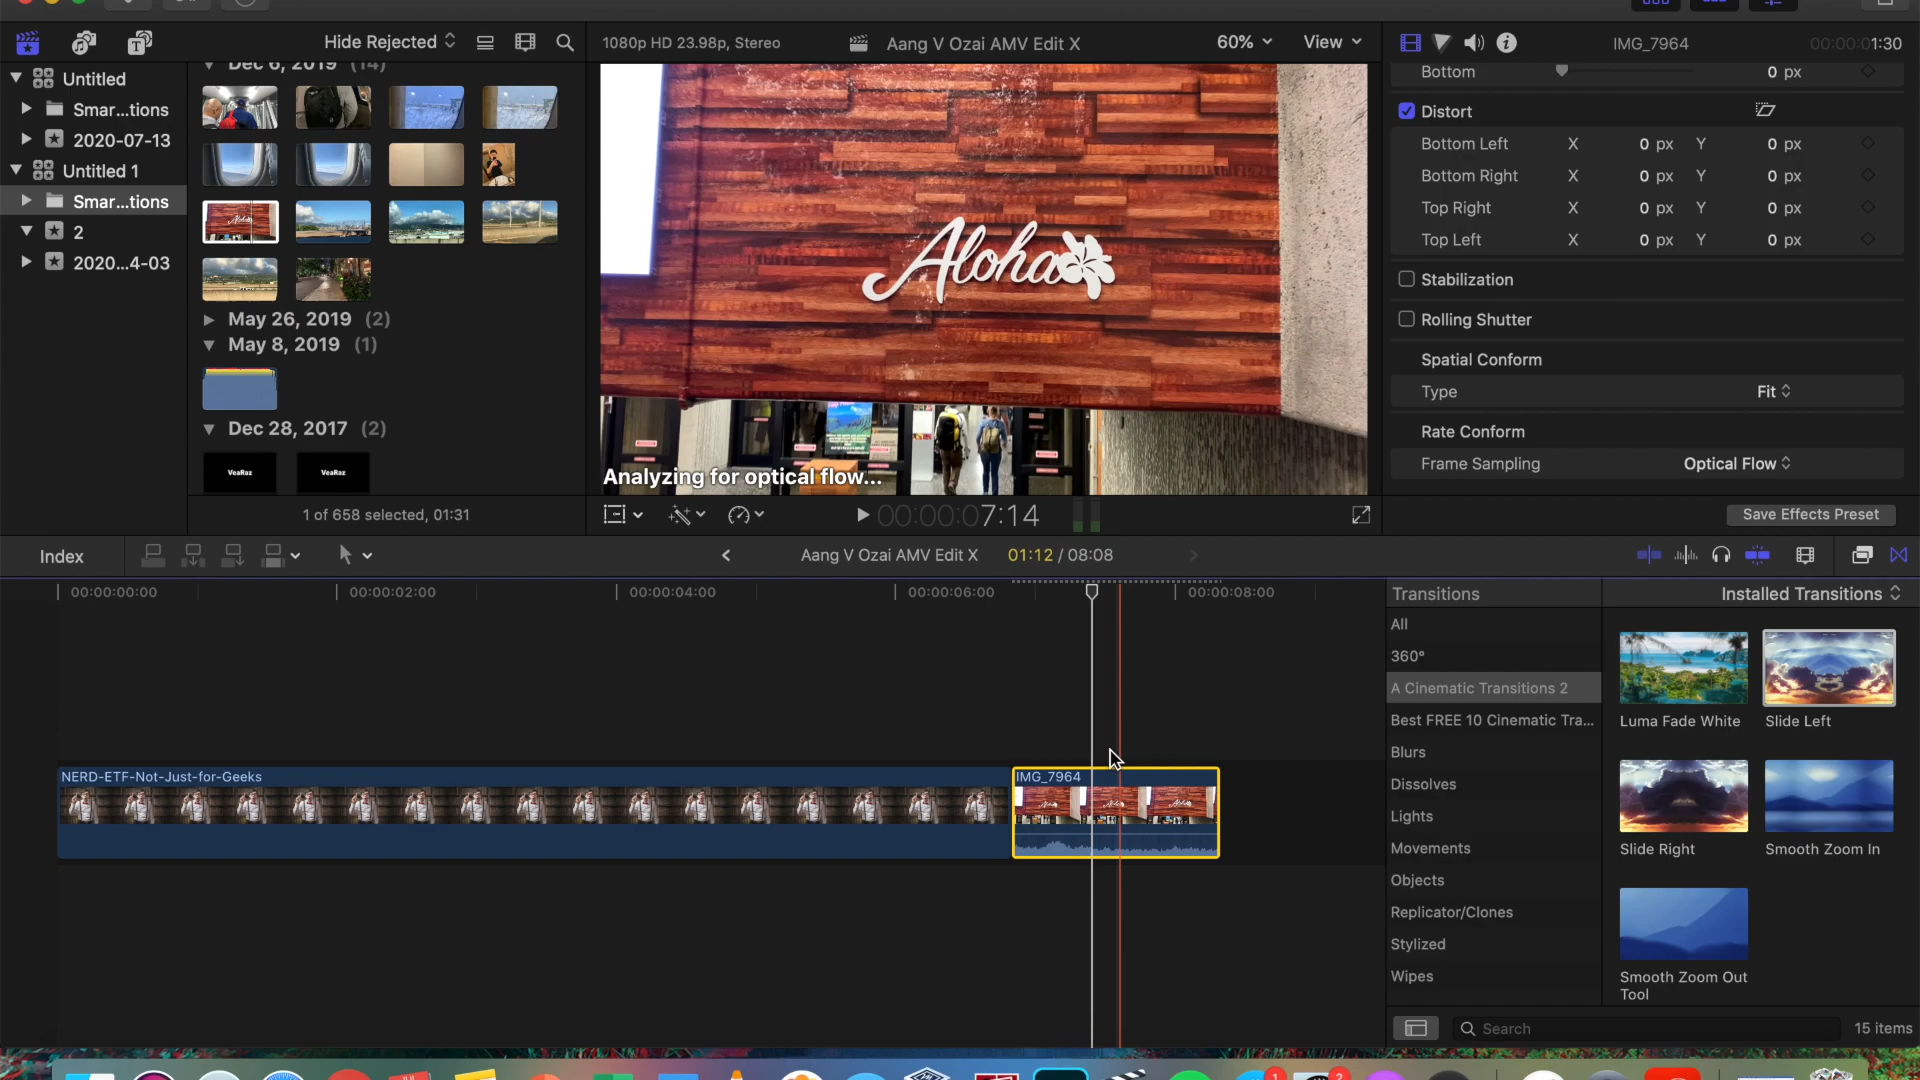 Hide Rejected
1080p HD 23.98p, Stereo
Aang V Ozai AMV Edit X
60%
View
IMG_7964
00:00:01:30
Untitled
Smar...tions
2020-07-13
Untitled 1
Smar...tions
2
2020...4-03
Dec 6, 2019 (14)
Aloha
May 26, 2019 (2)
May 8, 2019 (1)
Dec 28, 2017 (2)
VeaRaz
VeaRaz
1 of 658 selected, 01:31
Aloha
Analyzing for optical flow...
00:00:07:14
Bottom 0 px
Distort
Bottom Left X 0 px Y 0 px
Bottom Right X 0 px Y 0 px
Top Right X 0 px Y 0 px
Top Left X 0 px Y 0 px
Stabilization
Rolling Shutter
Spatial Conform
Type Fit
Rate Conform
Frame Sampling Optical Flow
Save Effects Preset
Index
Aang V Ozai AMV Edit X 01:12 / 08:08
00:00:00:00
00:00:02:00
00:00:04:00
00:00:06:00
00:00:08:00
NERD-ETF-Not-Just-for-Geeks
IMG_7964
Transitions
Installed Transitions
All
360°
A Cinematic Transitions 2
Best FREE 10 Cinematic Tra...
Blurs
Dissolves
Lights
Movements
Objects
Replicator/Clones
Stylized
Wipes
Luma Fade White
Slide Left
Slide Right
Smooth Zoom In
Smooth Zoom Out
Tool
Search
15 items
1
2